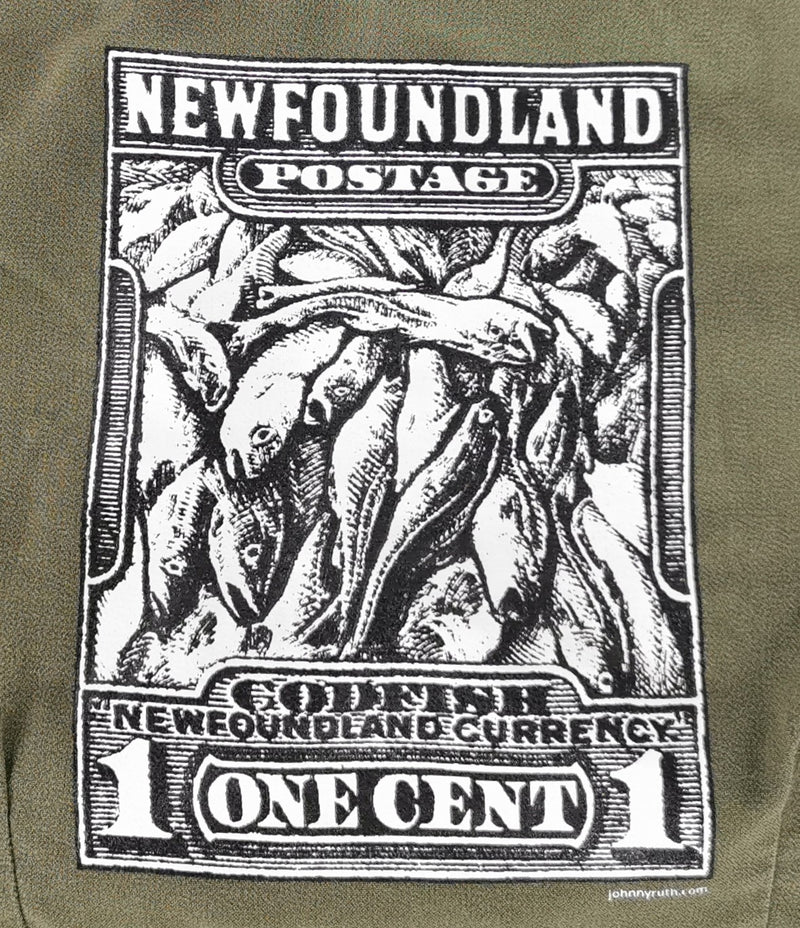 NEWFOUNDLAND
POSTAGE
CODFISH
"NEWFOUNDLAND CURRENCY."
1 ONE CENT 1
johnnyruth.com